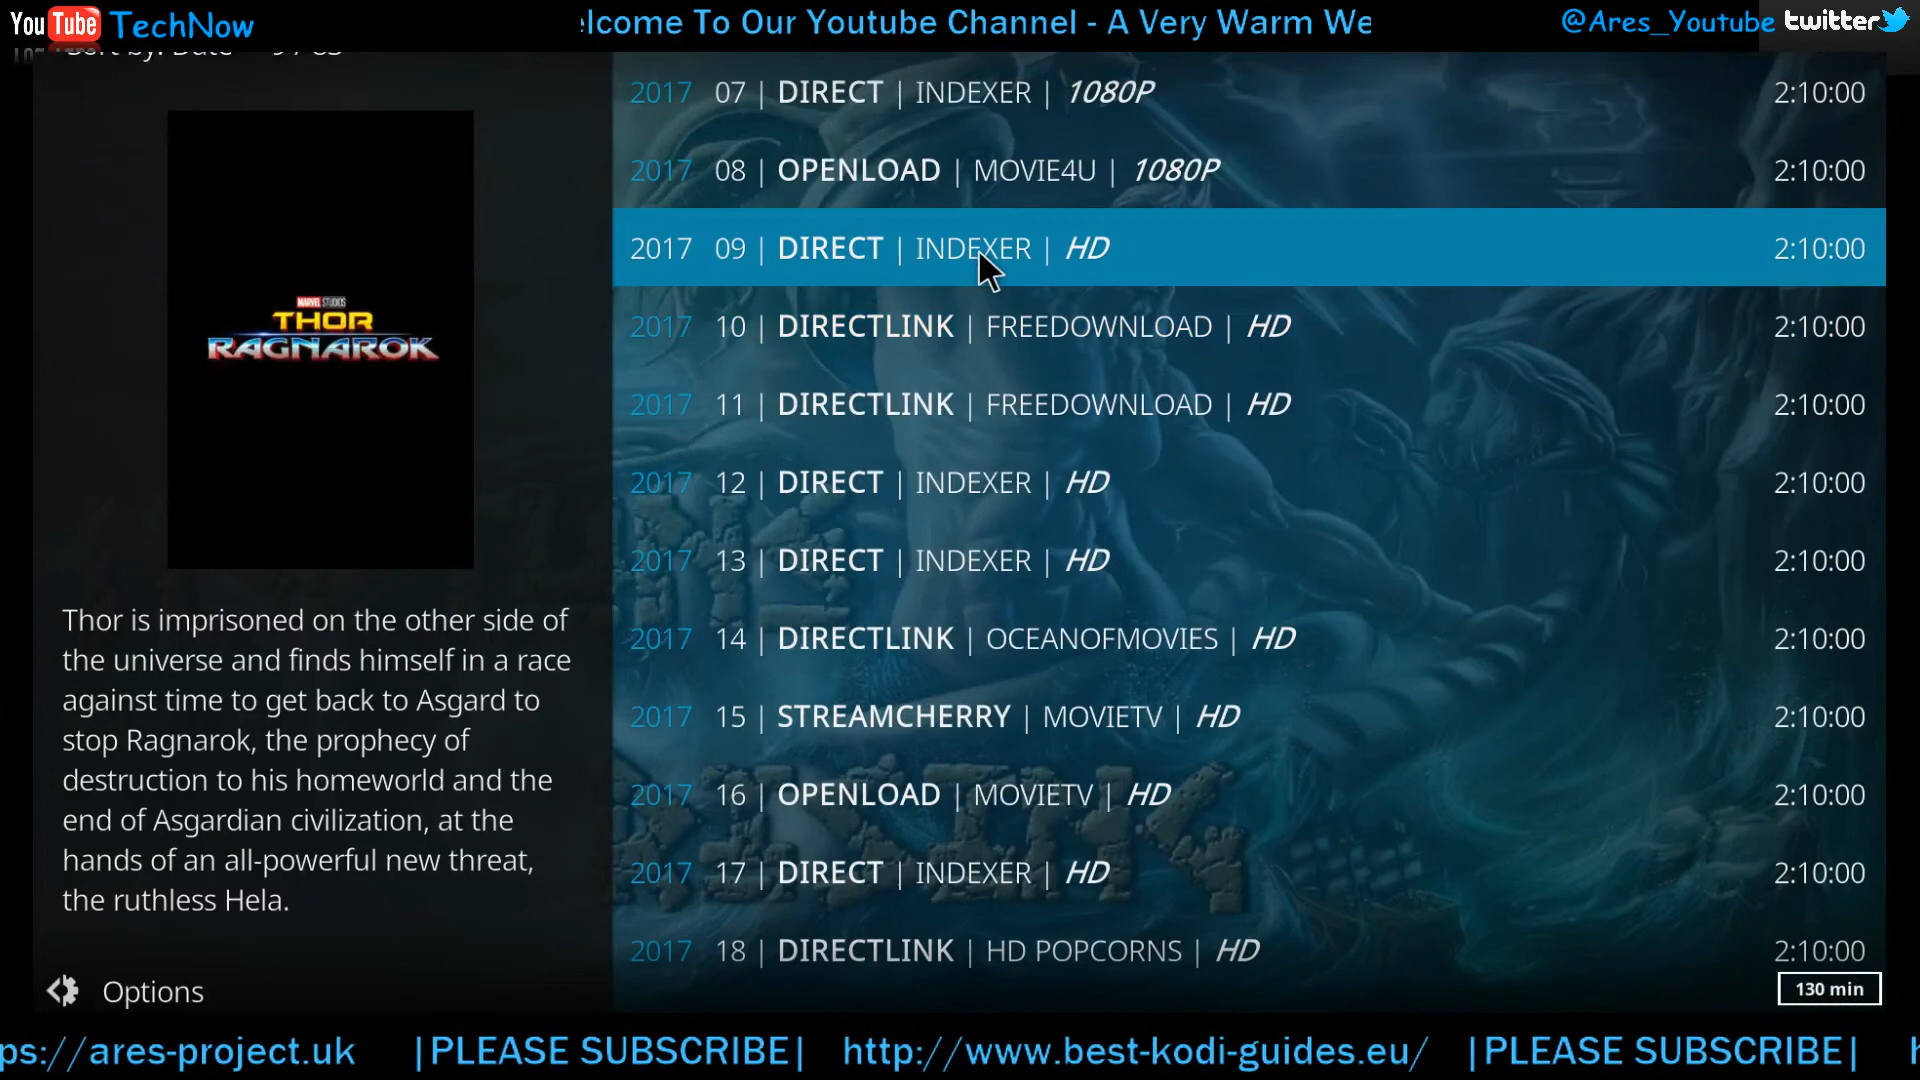 YouTube TechNow
elcome To Our Youtube Channel - A Very Warm We
@Ares_Youtube twitter
Sort by: Date
2017 07 | DIRECT | INDEXER | 1080P 2:10:00
2017 08 | OPENLOAD | MOVIE4U | 1080P 2:10:00
2017 09 | DIRECT | INDEXER | HD 2:10:00
2017 10 | DIRECTLINK | FREEDOWNLOAD | HD 2:10:00
2017 11 | DIRECTLINK | FREEDOWNLOAD | HD 2:10:00
2017 12 | DIRECT | INDEXER | HD 2:10:00
2017 13 | DIRECT | INDEXER | HD 2:10:00
2017 14 | DIRECTLINK | OCEANOFMOVIES | HD 2:10:00
2017 15 | STREAMCHERRY | MOVIETV | HD 2:10:00
2017 16 | OPENLOAD | MOVIETV | HD 2:10:00
2017 17 | DIRECT | INDEXER | HD 2:10:00
2017 18 | DIRECTLINK | HD POPCORNS | HD 2:10:00
MARVEL STUDIOS
THOR
RAGNAROK
Thor is imprisoned on the other side of
the universe and finds himself in a race
against time to get back to Asgard to
stop Ragnarok, the prophecy of
destruction to his homeworld and the
end of Asgardian civilization, at the
hands of an all-powerful new threat,
the ruthless Hela.
Options
130 min
ps://ares-project.uk |PLEASE SUBSCRIBE| http://www.best-kodi-guides.eu/ |PLEASE SUBSCRIBE|